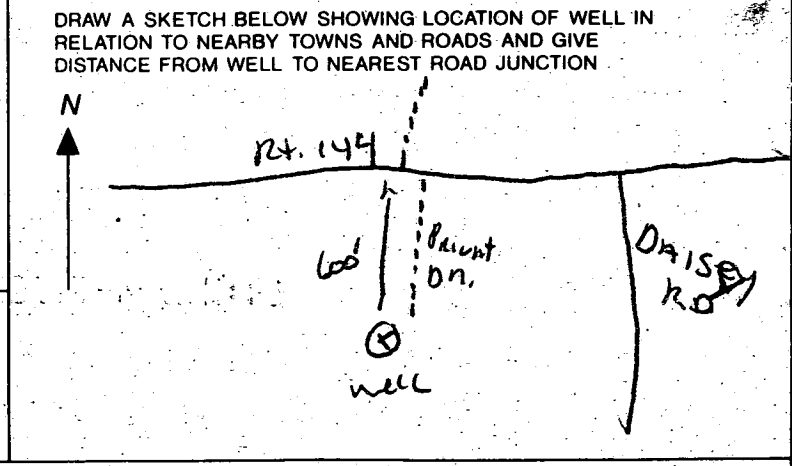 DRAW A SKETCH BELOW SHOWING LOCATION OF WELL IN
RELATION TO NEARBY TOWNS AND ROADS AND GIVE
DISTANCE FROM WELL TO NEAREST ROAD JUNCTION
N
Rt. 144
600'
DR.
DAISEY
RD
well